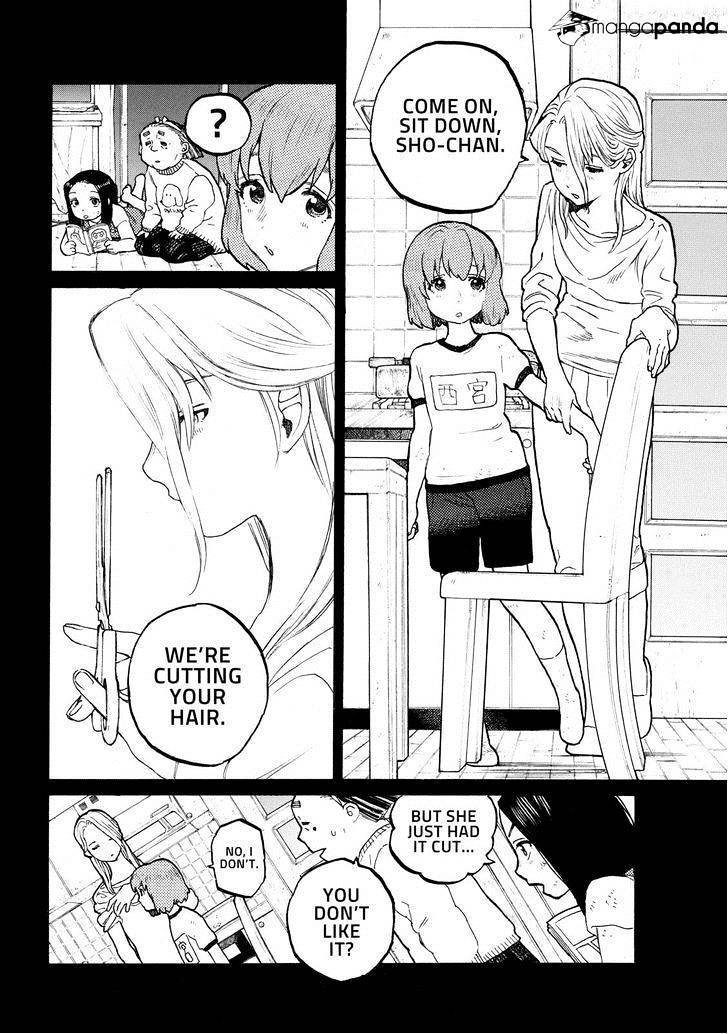 mangapanda
COME ON,
SIT DOWN,
SHO-CHAN.
?
西宮
WE'RE
CUTTING
YOUR
HAIR.
BUT SHE
JUST HAD
IT CUT...
YOU
DON'T
LIKE
IT?
NO, I
DON'T.